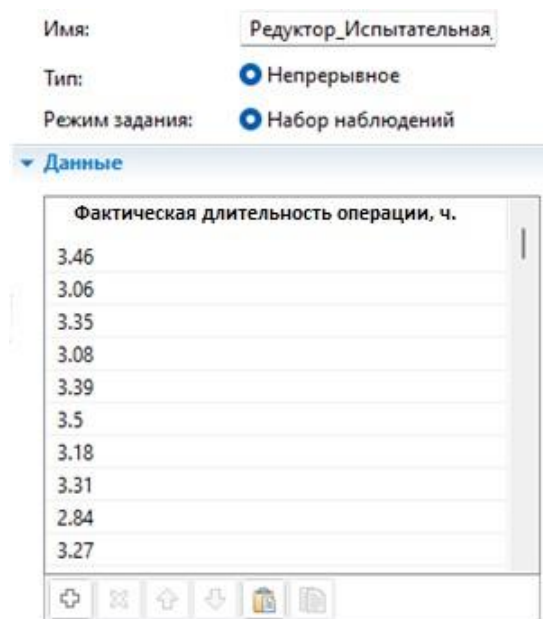 Имя: Редуктор_Испытательная_
Тип: Непрерывное
Режим задания: Набор наблюдений
Данные
Фактическая длительность операции, ч.
3.46
3.06
3.35
3.08
3.39
3.5
3.18
3.31
2.84
3.27